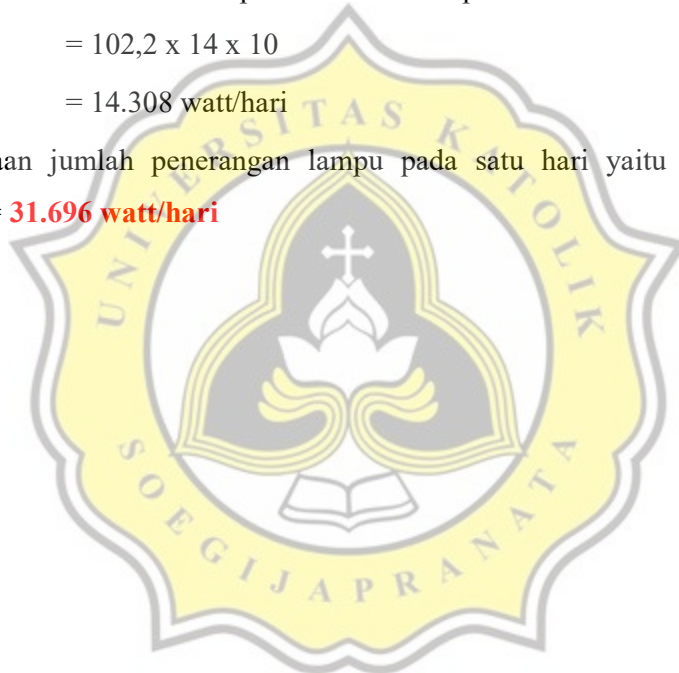 = 102,2 x 14 x 10
= 14.308 watt/hari
jumlah penerangan lampu pada satu hari yaitu
= 31.696 watt/hari
UNIVERSITAS KATOLIK
SOEGIJAPRANATA